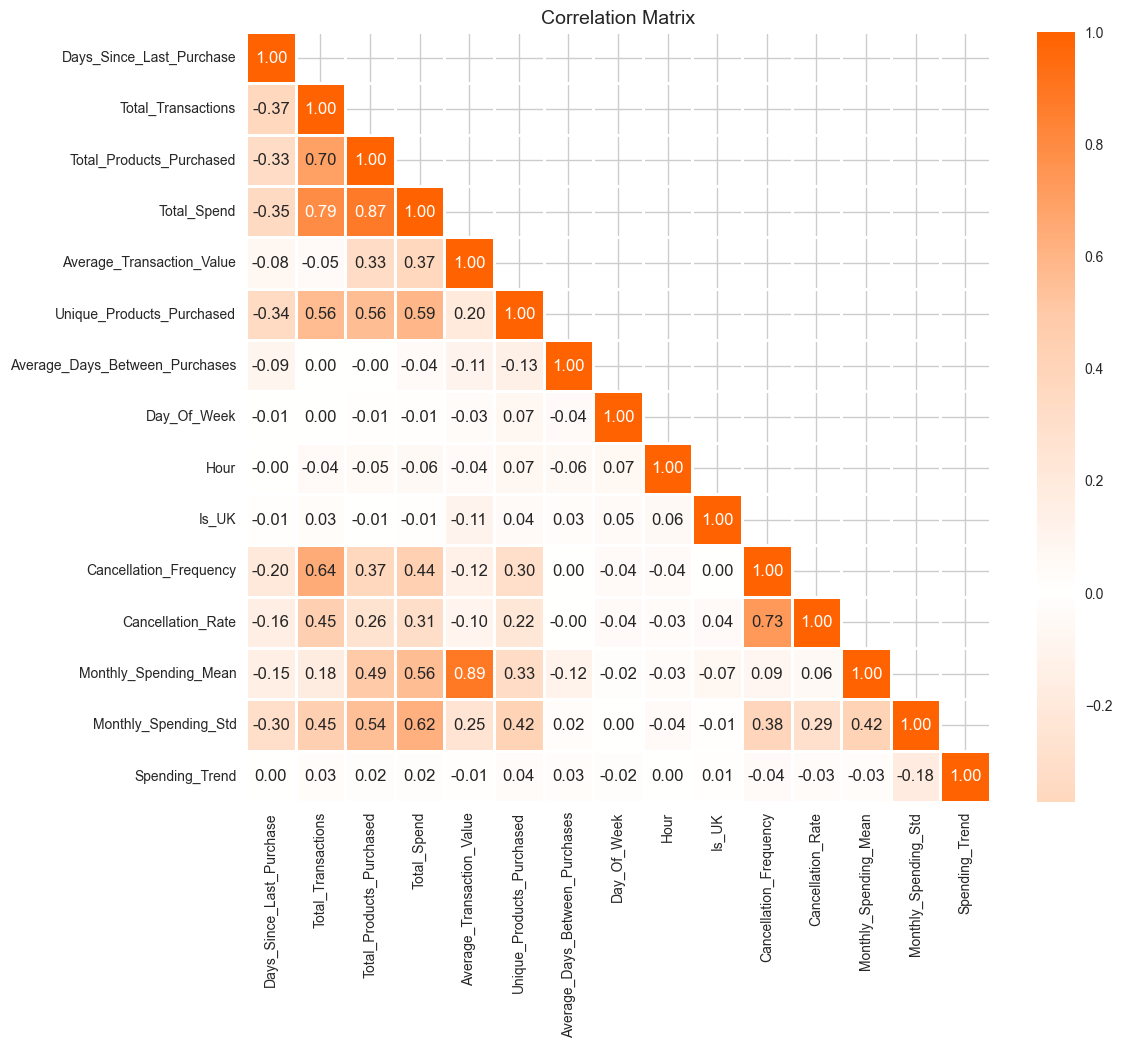 Correlation Matrix
Days_Since_Last_Purchase 1.00
Total_Transactions -0.37 1.00
Total_Products_Purchased -0.33 0.70 1.00
Total_Spend -0.35 0.79 0.87 1.00
Average_Transaction_Value -0.08 -0.05 0.33 0.37 1.00
Unique_Products_Purchased -0.34 0.56 0.56 0.59 0.20 1.00
Average_Days_Between_Purchases -0.09 0.00 -0.00 -0.04 -0.11 -0.13 1.00
Day_Of_Week -0.01 0.00 -0.01 -0.01 -0.03 0.07 -0.04 1.00
Hour -0.00 -0.04 -0.05 -0.06 -0.04 0.07 -0.06 0.07 1.00
Is_UK -0.01 0.03 -0.01 -0.01 -0.11 0.04 0.03 0.05 0.06 1.00
Cancellation_Frequency -0.20 0.64 0.37 0.44 -0.12 0.30 0.00 -0.04 -0.04 0.00 1.00
Cancellation_Rate -0.16 0.45 0.26 0.31 -0.10 0.22 -0.00 -0.04 -0.03 0.04 0.73 1.00
Monthly_Spending_Mean -0.15 0.18 0.49 0.56 0.89 0.33 -0.12 -0.02 -0.03 -0.07 0.09 0.06 1.00
Monthly_Spending_Std -0.30 0.45 0.54 0.62 0.25 0.42 0.02 0.00 -0.04 -0.01 0.38 0.29 0.42 1.00
Spending_Trend 0.00 0.03 0.02 0.02 -0.01 0.04 0.03 -0.02 0.00 0.01 -0.04 -0.03 -0.03 -0.18 1.00
Days_Since_Last_Purchase
Total_Transactions
Total_Products_Purchased
Total_Spend
Average_Transaction_Value
Unique_Products_Purchased
Average_Days_Between_Purchases
Day_Of_Week
Hour
Is_UK
Cancellation_Frequency
Cancellation_Rate
Monthly_Spending_Mean
Monthly_Spending_Std
Spending_Trend
1.0
0.8
0.6
0.4
0.2
0.0
−0.2